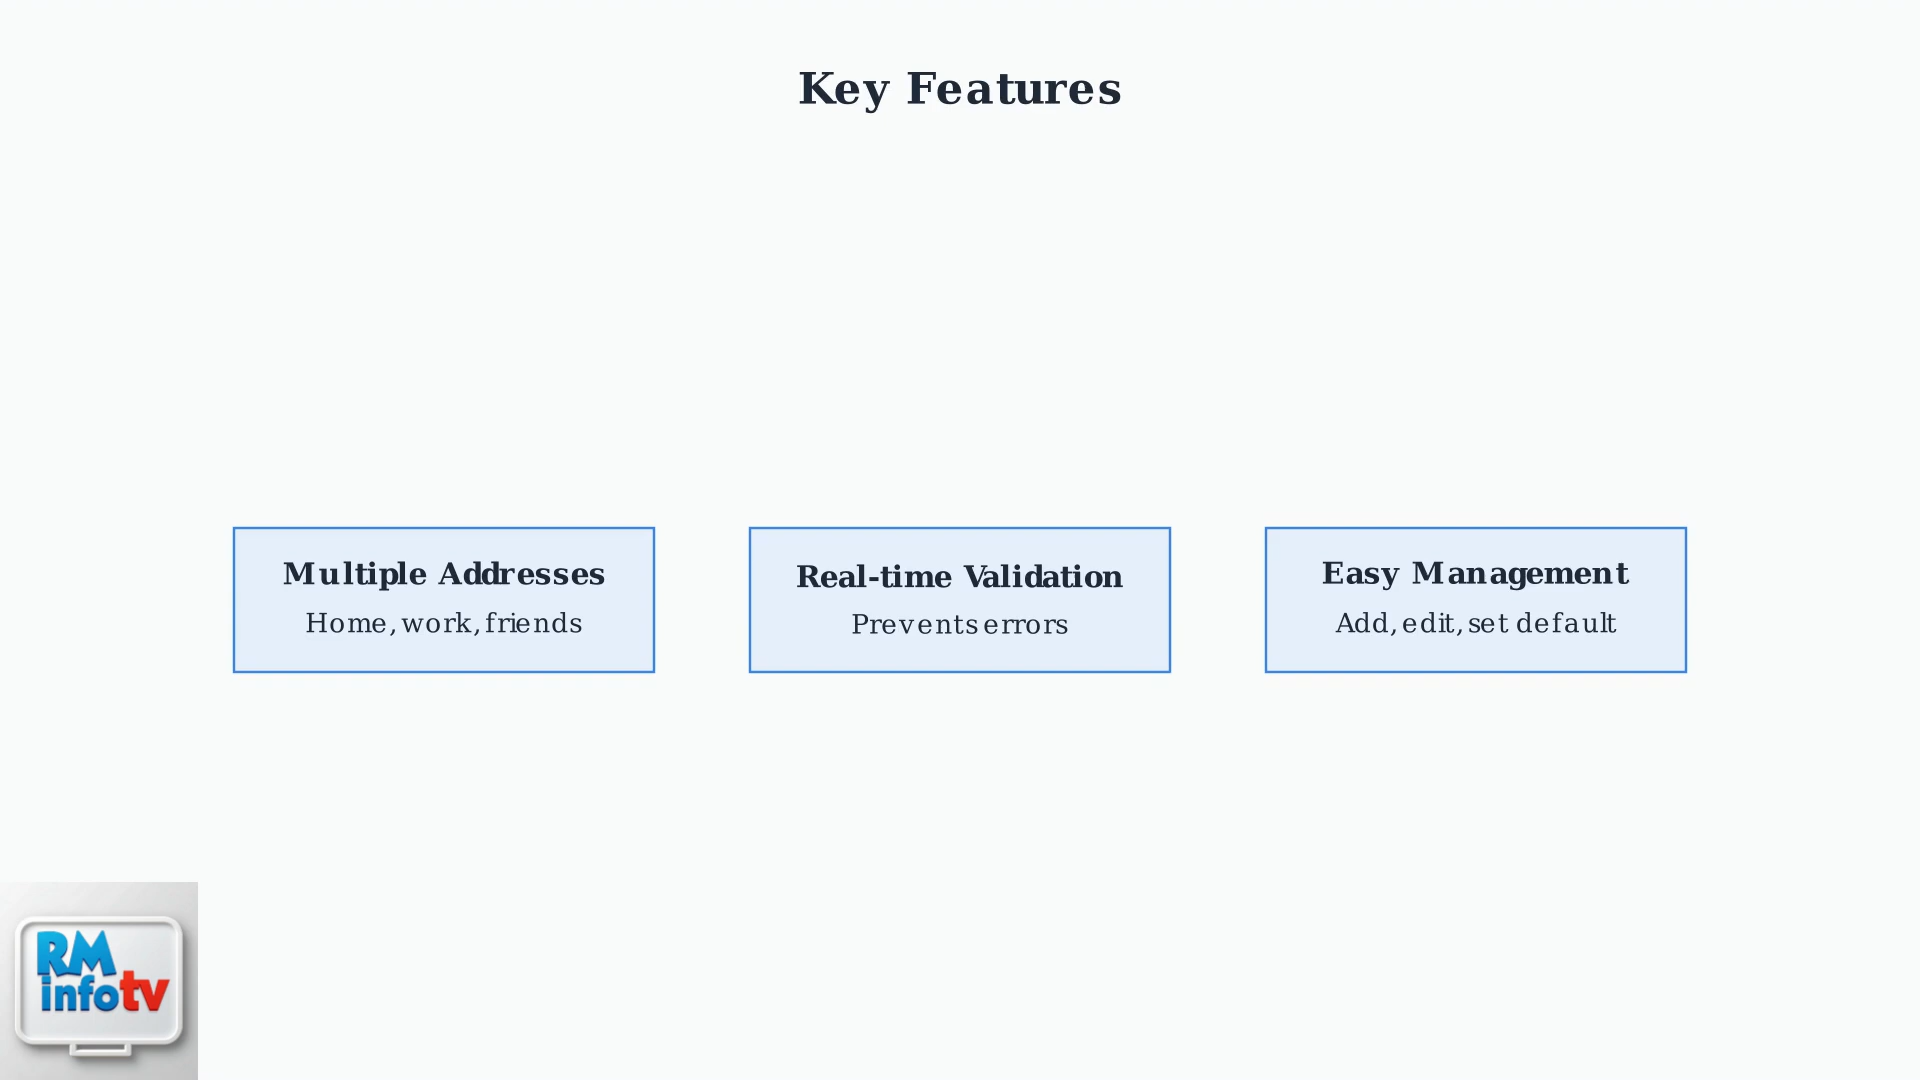 Key Features
Multiple Addresses
Home, work, friends
Real-time Validation
Prevents errors
Easy Management
Add, edit, set default
RM
infotv